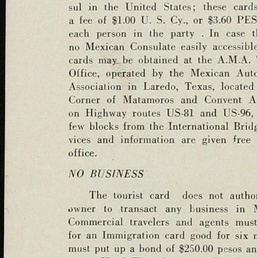 sul in the United States; these cards
a fee of $1.00 U. S. Cy., or $3.60 PES
each person in the party . In case t
no Mexican Consulate easily accessible
cards may be obtained at the A.M.A.
Office, operated by the Mexican Auto
Association in Laredo, Texas, located
Corner of Matamoros and Convent A
on Highway routes US-81 and US-96,
few blocks from the International Bridg
vices and information are given free
office.
NO BUSINESS
The tourist card does not author
owner to transact any business in M
Commercial travelers and agents must
for an Immigration card good for six m
must put up a bond of $250.00 pesos an